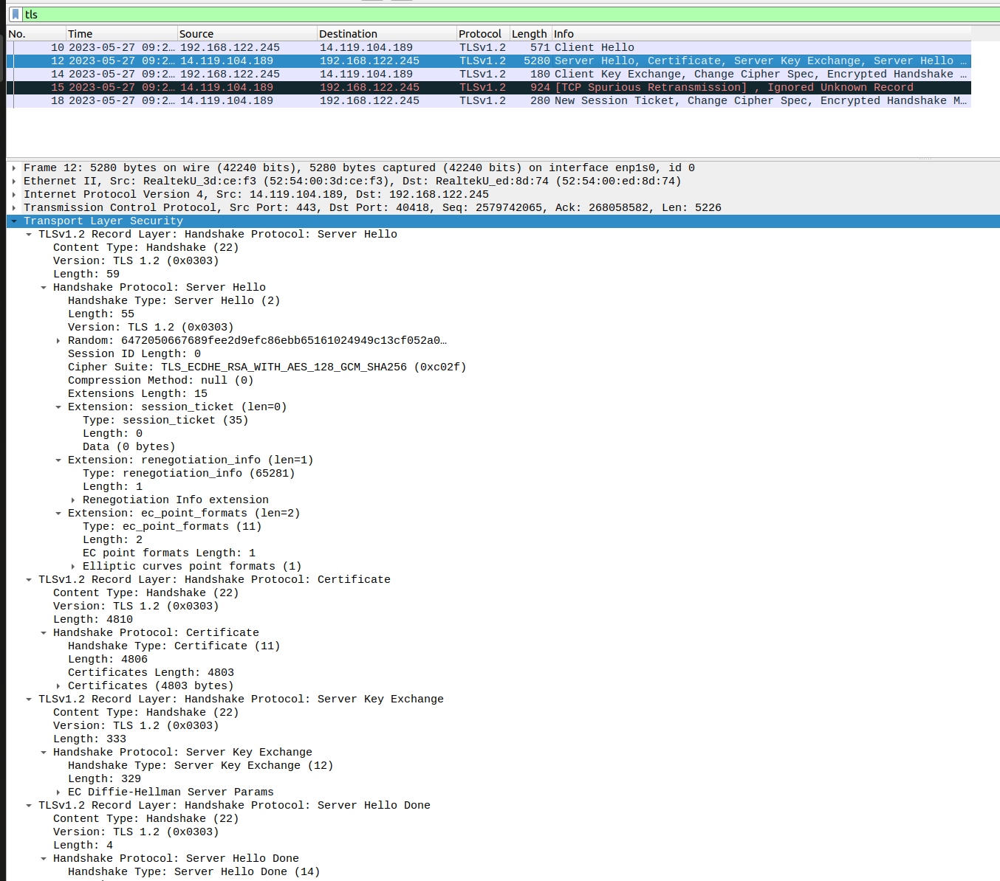 tls
No. Time Source Destination Protocol Length Info
10 2023-05-27 09:2… 192.168.122.245 14.119.104.189 TLSv1.2 571 Client Hello
12 2023-05-27 09:2… 14.119.104.189 192.168.122.245 TLSv1.2 5280 Server Hello, Certificate, Server Key Exchange, Server Hello …
14 2023-05-27 09:2… 192.168.122.245 14.119.104.189 TLSv1.2 180 Client Key Exchange, Change Cipher Spec, Encrypted Handshake …
15 2023-05-27 09:2… 14.119.104.189 192.168.122.245 TLSv1.2 924 [TCP Spurious Retransmission] , Ignored Unknown Record
18 2023-05-27 09:2… 14.119.104.189 192.168.122.245 TLSv1.2 280 New Session Ticket, Change Cipher Spec, Encrypted Handshake M…
Frame 12: 5280 bytes on wire (42240 bits), 5280 bytes captured (42240 bits) on interface enp1s0, id 0
Ethernet II, Src: RealtekU_3d:ce:f3 (52:54:00:3d:ce:f3), Dst: RealtekU_ed:8d:74 (52:54:00:ed:8d:74)
Internet Protocol Version 4, Src: 14.119.104.189, Dst: 192.168.122.245
Transmission Control Protocol, Src Port: 443, Dst Port: 40418, Seq: 2579742065, Ack: 268058582, Len: 5226
Transport Layer Security
TLSv1.2 Record Layer: Handshake Protocol: Server Hello
Content Type: Handshake (22)
Version: TLS 1.2 (0x0303)
Length: 59
Handshake Protocol: Server Hello
Handshake Type: Server Hello (2)
Length: 55
Version: TLS 1.2 (0x0303)
Random: 6472050667689fee2d9efc86ebb65161024949c13cf052a0…
Session ID Length: 0
Cipher Suite: TLS_ECDHE_RSA_WITH_AES_128_GCM_SHA256 (0xc02f)
Compression Method: null (0)
Extensions Length: 15
Extension: session_ticket (len=0)
Type: session_ticket (35)
Length: 0
Data (0 bytes)
Extension: renegotiation_info (len=1)
Type: renegotiation_info (65281)
Length: 1
Renegotiation Info extension
Extension: ec_point_formats (len=2)
Type: ec_point_formats (11)
Length: 2
EC point formats Length: 1
Elliptic curves point formats (1)
TLSv1.2 Record Layer: Handshake Protocol: Certificate
Content Type: Handshake (22)
Version: TLS 1.2 (0x0303)
Length: 4810
Handshake Protocol: Certificate
Handshake Type: Certificate (11)
Length: 4806
Certificates Length: 4803
Certificates (4803 bytes)
TLSv1.2 Record Layer: Handshake Protocol: Server Key Exchange
Content Type: Handshake (22)
Version: TLS 1.2 (0x0303)
Length: 333
Handshake Protocol: Server Key Exchange
Handshake Type: Server Key Exchange (12)
Length: 329
EC Diffie-Hellman Server Params
TLSv1.2 Record Layer: Handshake Protocol: Server Hello Done
Content Type: Handshake (22)
Version: TLS 1.2 (0x0303)
Length: 4
Handshake Protocol: Server Hello Done
Handshake Type: Server Hello Done (14)